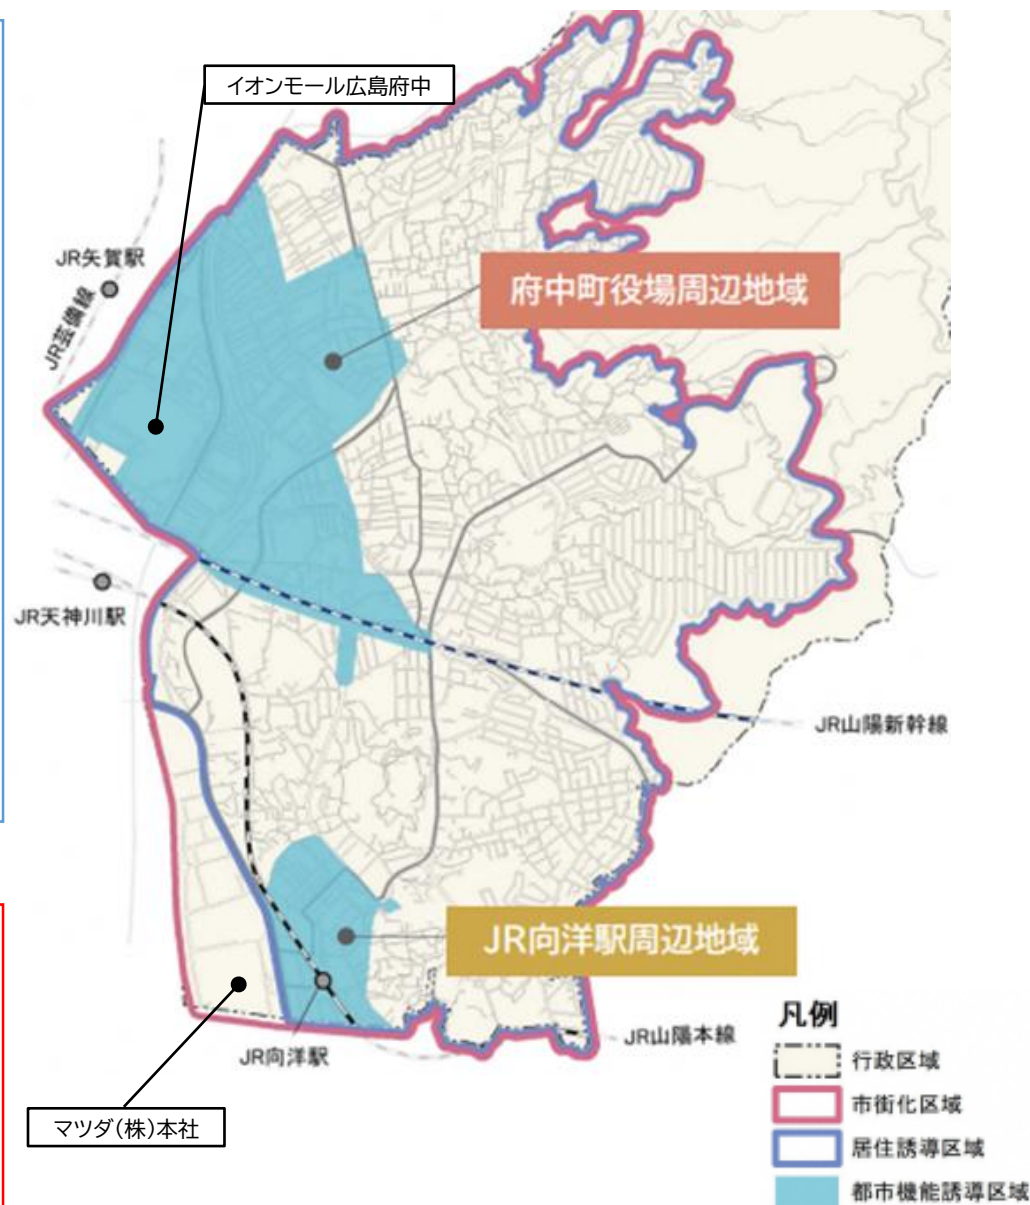 イオンモール広島府中
JR矢賀駅
JR芸備線
府中町役場周辺地域
JR天神川駅
JR山陽新幹線
JR向洋駅周辺地域
JR山陽本線
JR向洋駅
マツダ(株)本社
凡例
行政区域
市街化区域
居住誘導区域
都市機能誘導区域